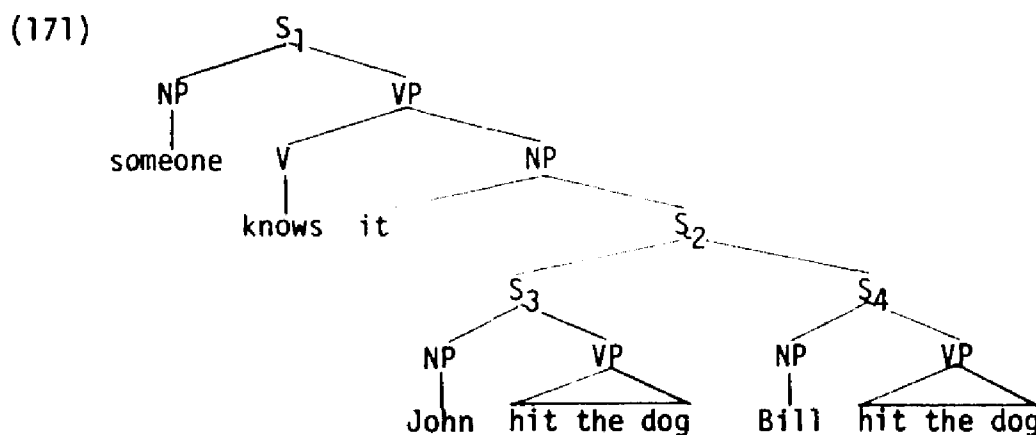 (171) S1
NP VP
someone V NP
knows it S2
S3 S4
NP VP NP VP
John hit the dog Bill hit the dog